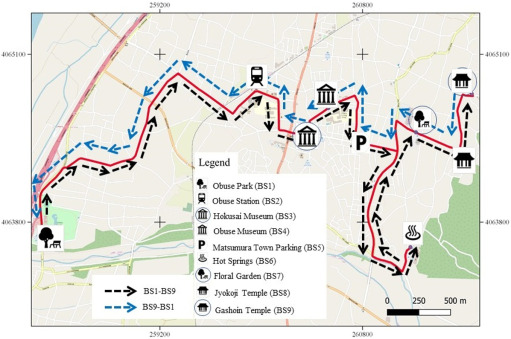 259200 260800
4065100 4065100
P
Legend
Obuse Park (BS1)
Obuse Station (BS2)
Hokusai Museum (BS3)
Obuse Museum (BS4)
P Matsumura Town Parking (BS5)
Hot Springs (BS6)
Floral Garden (BS7)
Jyokoji Temple (BS8)
Gashoin Temple (BS9)
4063800 4063800
BS1-BS9
BS9-BS1
0 250 500 m
259200 260800